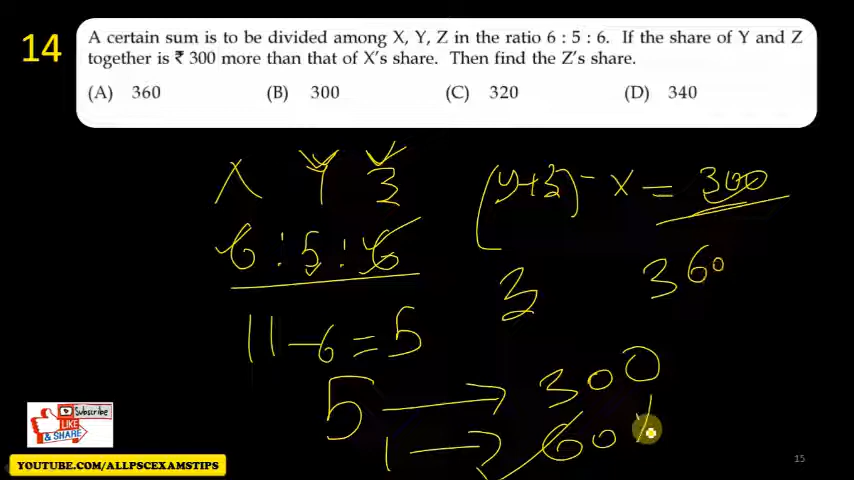 14
A certain sum is to be divided among X, Y, Z in the ratio 6 : 5 : 6. If the share of Y and Z
together is ₹ 300 more than that of X's share. Then find the Z's share.
(A) 360 (B) 300 (C) 320 (D) 340
X Y Z
(Y+Z) - X = 300
6 : 5 : 6
Z 360
11-6=5
5 → 300
1 → 60
Subscribe
LIKE
& SHARE
YOUTUBE.COM/ALLPSCEXAMSTIPS
15